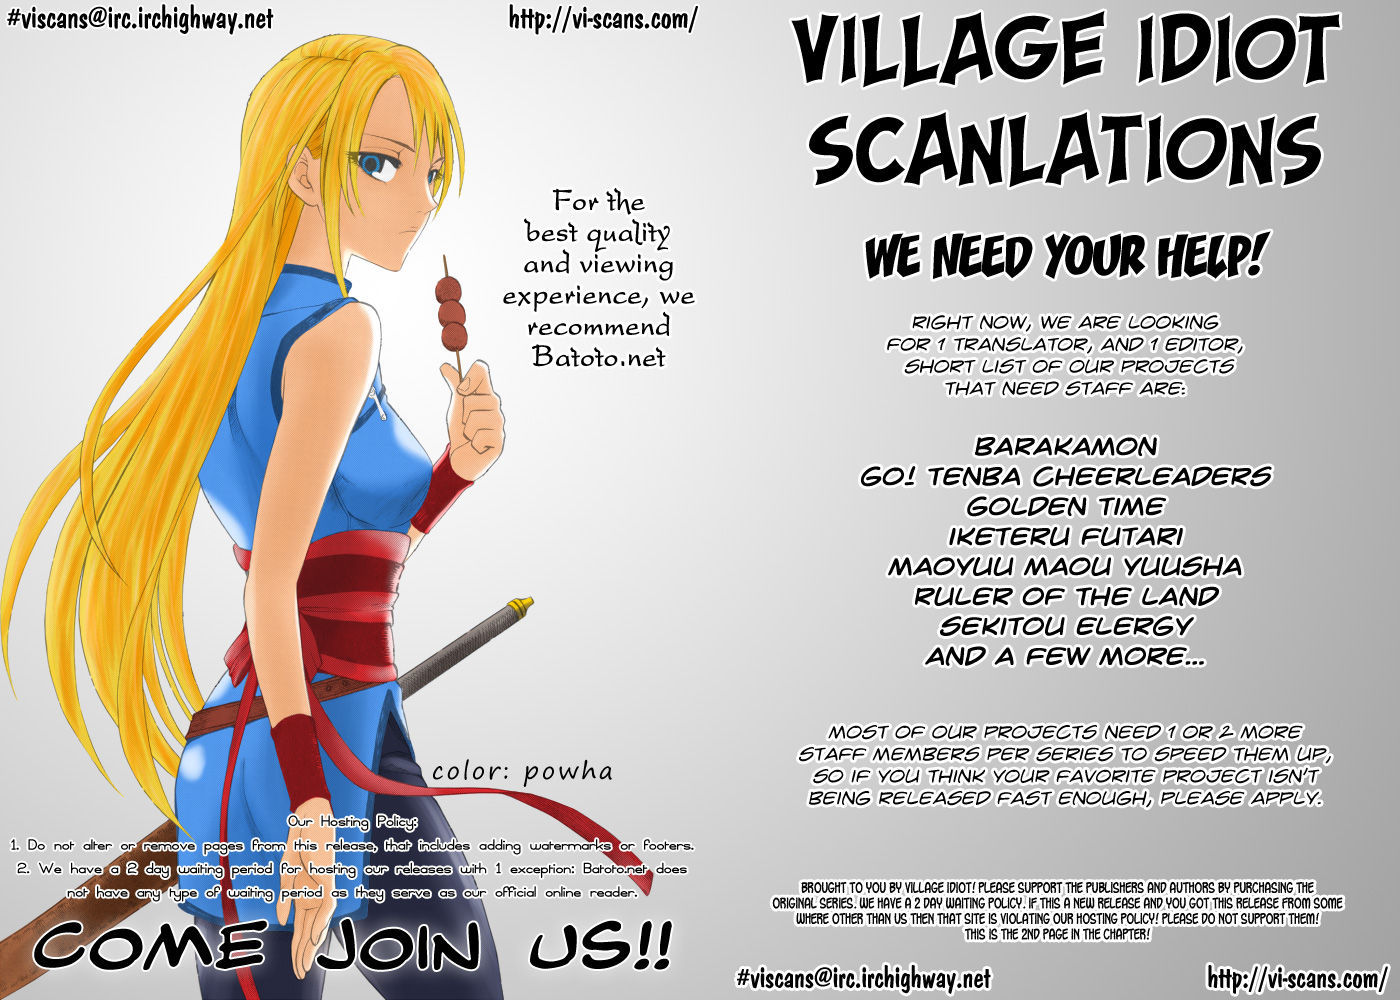 #viscans@irc.irchighway.net
http://vi-scans.com/
For the
best quality
and viewing
experience, we
recommend
Batoto.net
color: powha
Our Hosting Policy:
1. Do not alter or remove pages from this release, that includes adding watermarks or footers.
2. We have a 2 day waiting period for hosting our releases with 1 exception: Batoto.net does
not have any type of waiting period as they serve as our official online reader.
COME JOIN US!!
VILLAGE IDIOT
SCANLATIONS
WE NEED YOUR HELP!
RIGHT NOW, WE ARE LOOKING
FOR 1 TRANSLATOR, AND 1 EDITOR,
SHORT LIST OF OUR PROJECTS
THAT NEED STAFF ARE:
BARAKAMON
GO! TENBA CHEERLEADERS
GOLDEN TIME
IKETERU FUTARI
MAOYUU MAOU YUUSHA
RULER OF THE LAND
SEKITOU ELERGY
AND A FEW MORE...
MOST OF OUR PROJECTS NEED 1 OR 2 MORE
STAFF MEMBERS PER SERIES TO SPEED THEM UP,
SO IF YOU THINK YOUR FAVORITE PROJECT ISN'T
BEING RELEASED FAST ENOUGH, PLEASE APPLY.
BROUGHT TO YOU BY VILLAGE IDIOT! PLEASE SUPPORT THE PUBLISHERS AND AUTHORS BY PURCHASING THE
ORIGINAL SERIES. WE HAVE A 2 DAY WAITING POLICY. IF THIS A NEW RELEASE AND YOU GOT THIS RELEASE FROM SOME
WHERE OTHER THAN US THEN THAT SITE IS VIOLATING OUR HOSTING POLICY! PLEASE DO NOT SUPPORT THEM!
THIS IS THE 2ND PAGE IN THE CHAPTER!
#viscans@irc.irchighway.net
http://vi-scans.com/